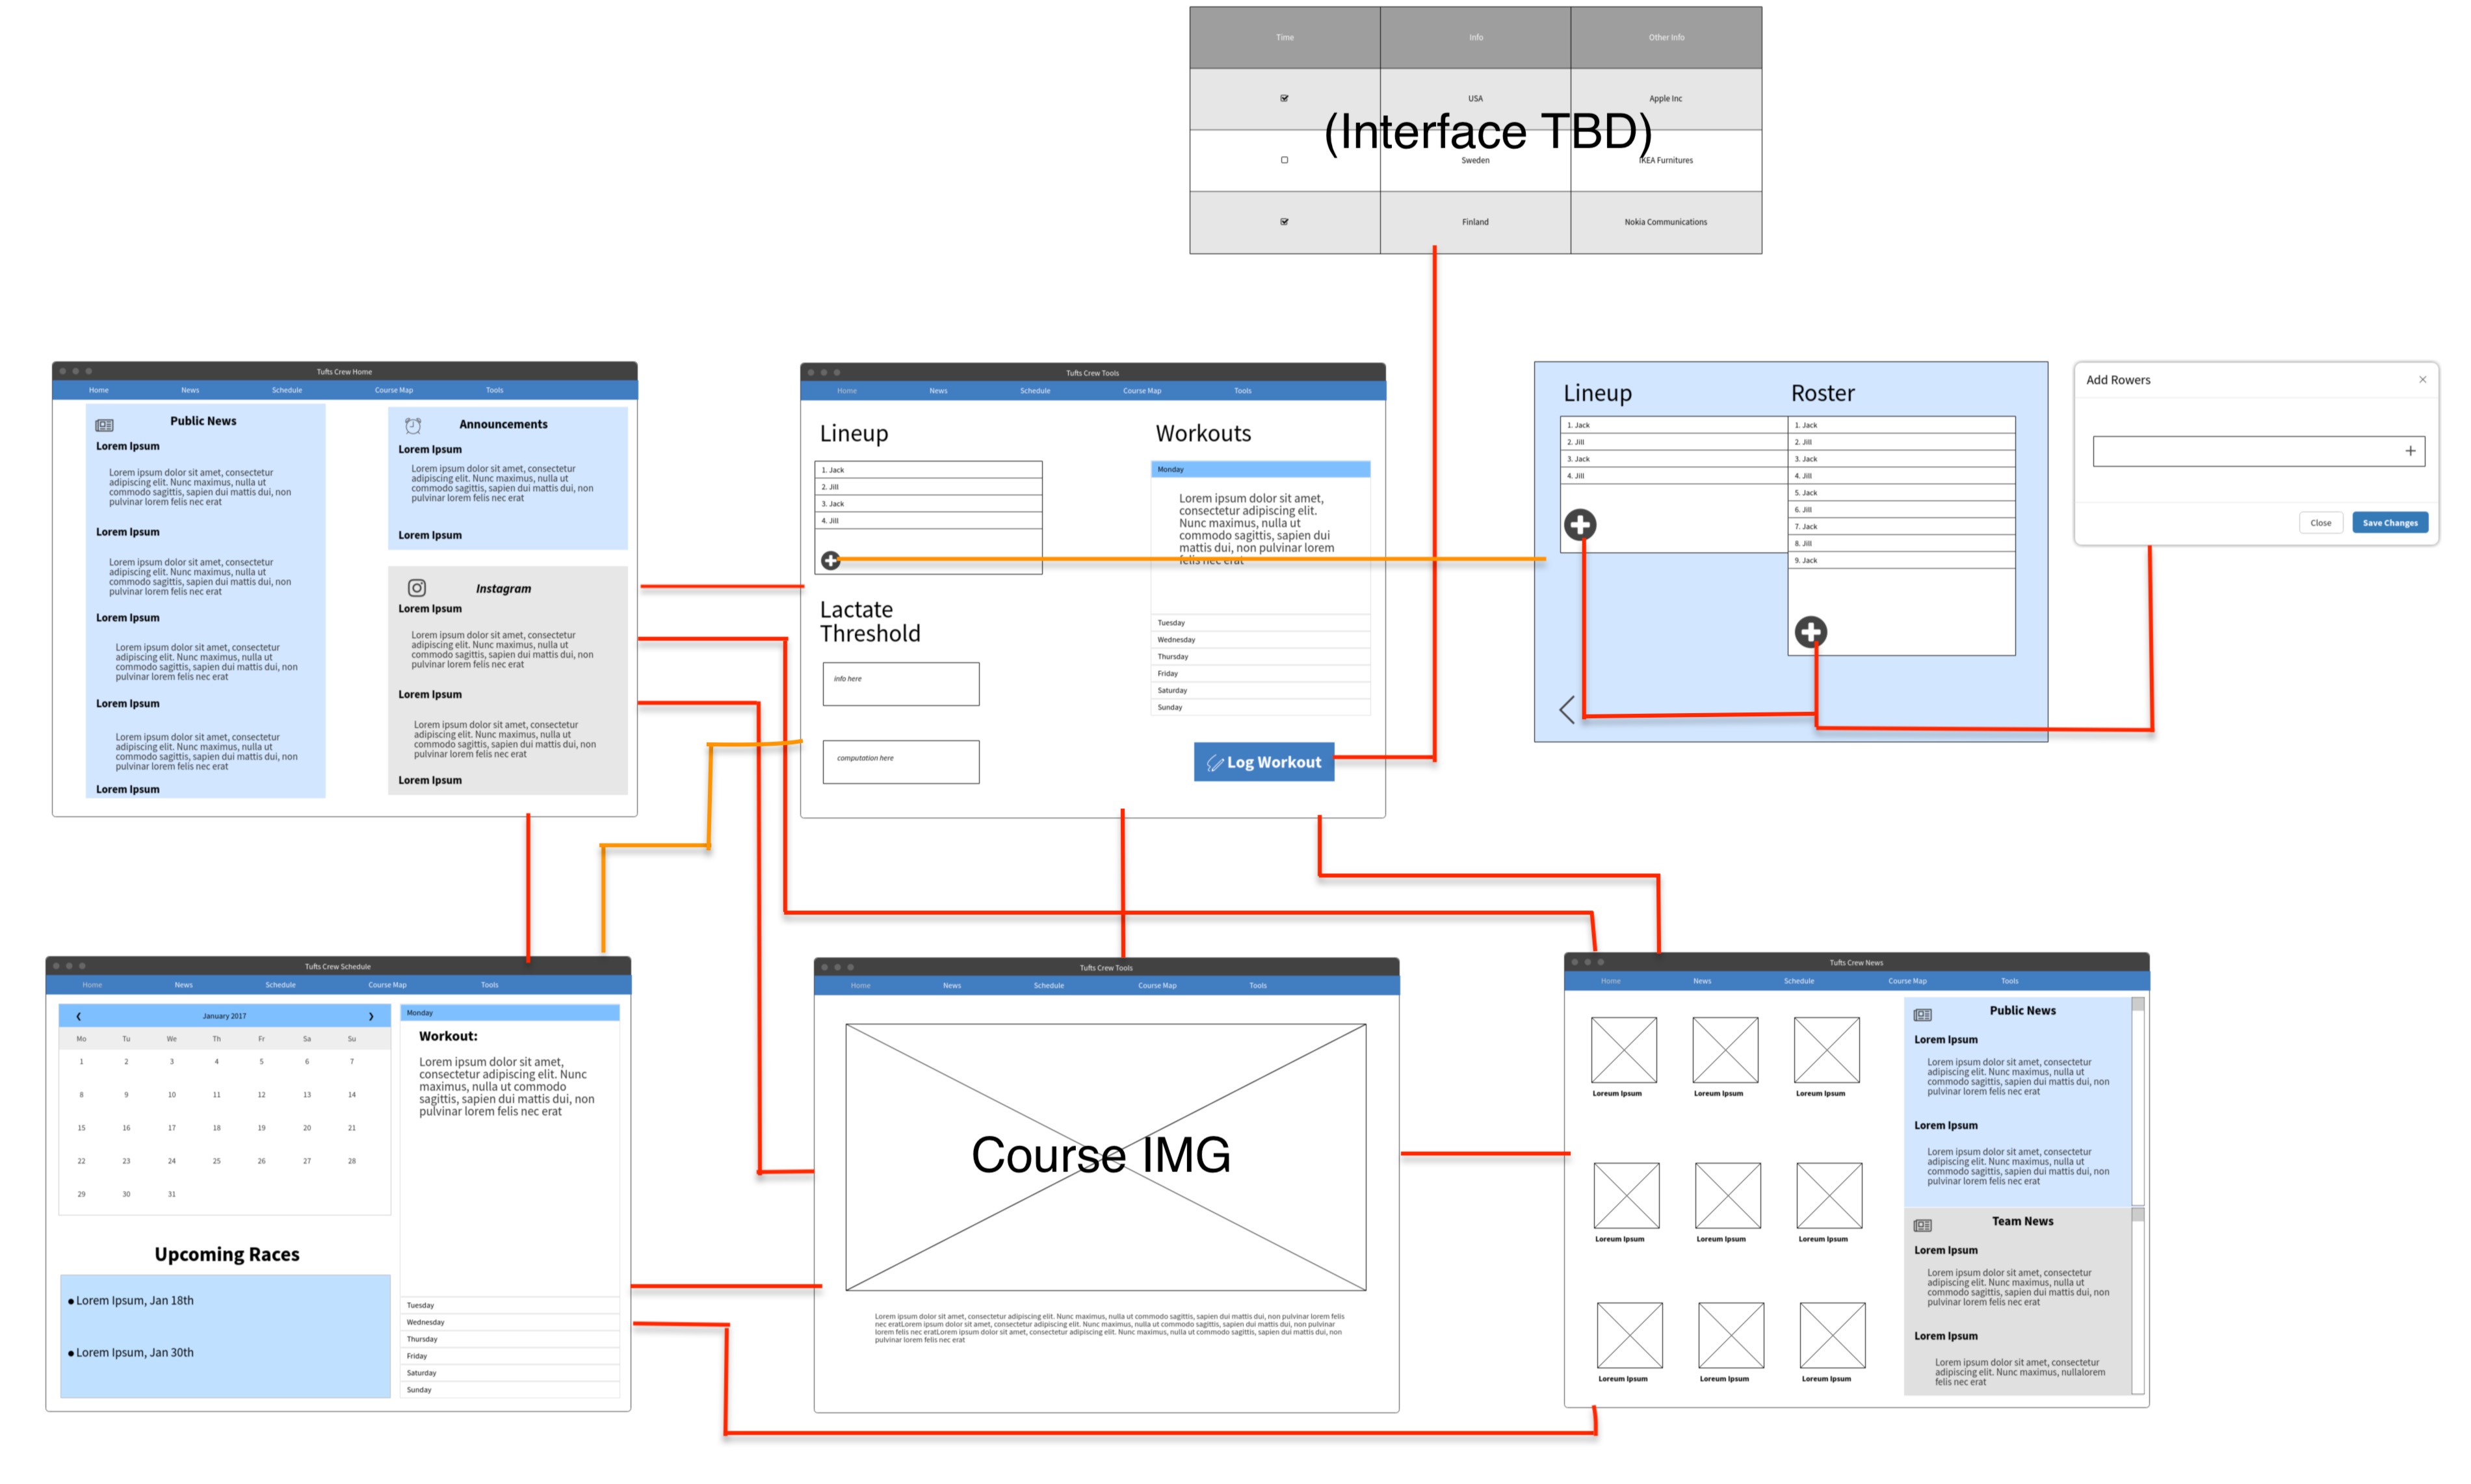 Time Info Other Info
USA Apple Inc
(Interface TBD)
Sweden IKEA Furnitures
Finland Nokia Communications
Tufts Crew Home
Home News Schedule Course Map Tools
Public News
Lorem Ipsum
Lorem ipsum dolor sit amet, consectetur
adipiscing elit. Nunc maximus, nulla ut
commodo sagittis, sapien dui mattis dui, non
pulvinar lorem felis nec erat
Lorem Ipsum
Lorem ipsum dolor sit amet, consectetur
adipiscing elit. Nunc maximus, nulla ut
commodo sagittis, sapien dui mattis dui, non
pulvinar lorem felis nec erat
Lorem Ipsum
Lorem ipsum dolor sit amet, consectetur
adipiscing elit. Nunc maximus, nulla ut
commodo sagittis, sapien dui mattis dui, non
pulvinar lorem felis nec erat
Lorem Ipsum
Lorem ipsum dolor sit amet, consectetur
adipiscing elit. Nunc maximus, nulla ut
commodo sagittis, sapien dui mattis dui, non
pulvinar lorem felis nec erat
Lorem Ipsum
Announcements
Lorem Ipsum
Lorem ipsum dolor sit amet, consectetur
adipiscing elit. Nunc maximus, nulla ut
commodo sagittis, sapien dui mattis dui, non
pulvinar lorem felis nec erat
Lorem Ipsum
Instagram
Lorem Ipsum
Lorem ipsum dolor sit amet, consectetur
adipiscing elit. Nunc maximus, nulla ut
commodo sagittis, sapien dui mattis dui, non
pulvinar lorem felis nec erat
Lorem Ipsum
Lorem ipsum dolor sit amet, consectetur
adipiscing elit. Nunc maximus, nulla ut
commodo sagittis, sapien dui mattis dui, non
pulvinar lorem felis nec erat
Lorem Ipsum
Tufts Crew Tools
Home News Schedule Course Map Tools
Lineup
1. Jack
2. Jill
3. Jack
4. Jill
Lactate
Threshold
info here
computation here
Workouts
Monday
Lorem ipsum dolor sit amet,
consectetur adipiscing elit.
Nunc maximus, nulla ut
commodo sagittis, sapien dui
mattis dui, non pulvinar lorem
felis nec erat
Tuesday
Wednesday
Thursday
Friday
Saturday
Sunday
Log Workout
Lineup
1. Jack
2. Jill
3. Jack
4. Jill
Roster
1. Jack
2. Jill
3. Jack
4. Jill
5. Jack
6. Jill
7. Jack
8. Jill
9. Jack
Add Rowers
Close Save Changes
Tufts Crew Schedule
Home News Schedule Course Map Tools
January 2017
Mo Tu We Th Fr Sa Su
1 2 3 4 5 6 7
8 9 10 11 12 13 14
15 16 17 18 19 20 21
22 23 24 25 26 27 28
29 30 31
Upcoming Races
Lorem Ipsum, Jan 18th
Lorem Ipsum, Jan 30th
Monday
Workout:
Lorem ipsum dolor sit amet,
consectetur adipiscing elit. Nunc
maximus, nulla ut commodo
sagittis, sapien dui mattis dui, non
pulvinar lorem felis nec erat
Tuesday
Wednesday
Thursday
Friday
Saturday
Sunday
Tufts Crew Tools
Home News Schedule Course Map Tools
Course IMG
Lorem ipsum dolor sit amet, consectetur adipiscing elit. Nunc maximus, nulla ut commodo sagittis, sapien dui mattis dui, non pulvinar lorem felis
nec eratLorem ipsum dolor sit amet, consectetur adipiscing elit. Nunc maximus, nulla ut commodo sagittis, sapien dui mattis dui, non pulvinar
lorem felis nec eratLorem ipsum dolor sit amet, consectetur adipiscing elit. Nunc maximus, nulla ut commodo sagittis, sapien dui mattis dui, non
pulvinar lorem felis nec erat
Tufts Crew News
Home News Schedule Course Map Tools
Loreum Ipsum Loreum Ipsum Loreum Ipsum
Loreum Ipsum Loreum Ipsum Loreum Ipsum
Loreum Ipsum Loreum Ipsum Loreum Ipsum
Public News
Lorem Ipsum
Lorem ipsum dolor sit amet, consectetur
adipiscing elit. Nunc maximus, nulla ut
commodo sagittis, sapien dui mattis dui, non
pulvinar lorem felis nec erat
Lorem Ipsum
Lorem ipsum dolor sit amet, consectetur
adipiscing elit. Nunc maximus, nulla ut
commodo sagittis, sapien dui mattis dui, non
pulvinar lorem felis nec erat
Team News
Lorem Ipsum
Lorem ipsum dolor sit amet, consectetur
adipiscing elit. Nunc maximus, nulla ut
commodo sagittis, sapien dui mattis dui, non
pulvinar lorem felis nec erat
Lorem Ipsum
Lorem ipsum dolor sit amet, consectetur
adipiscing elit. Nunc maximus, nullalorem
felis nec erat